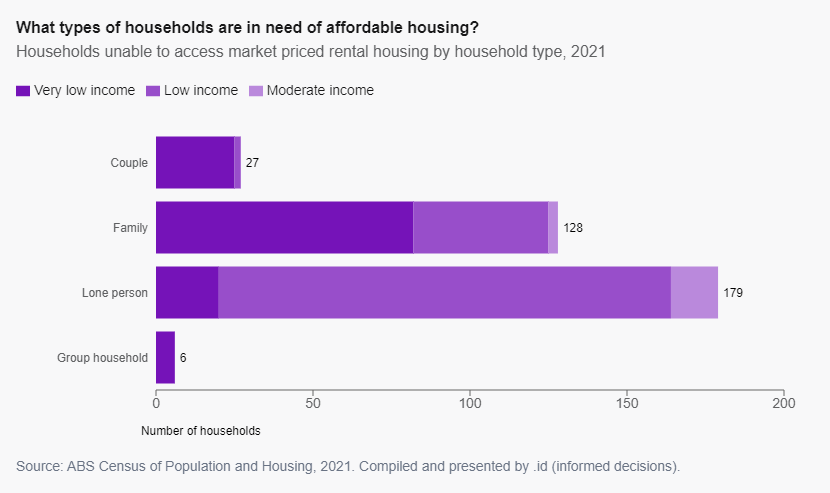 What types of households are in need of affordable housing?
Households unable to access market priced rental housing by household type, 2021
Very low income Low income Moderate income
Couple 27
Family 128
Lone person 179
Group household 6
0 50 100 150 200
Number of households
Source: ABS Census of Population and Housing, 2021. Compiled and presented by .id (informed decisions).